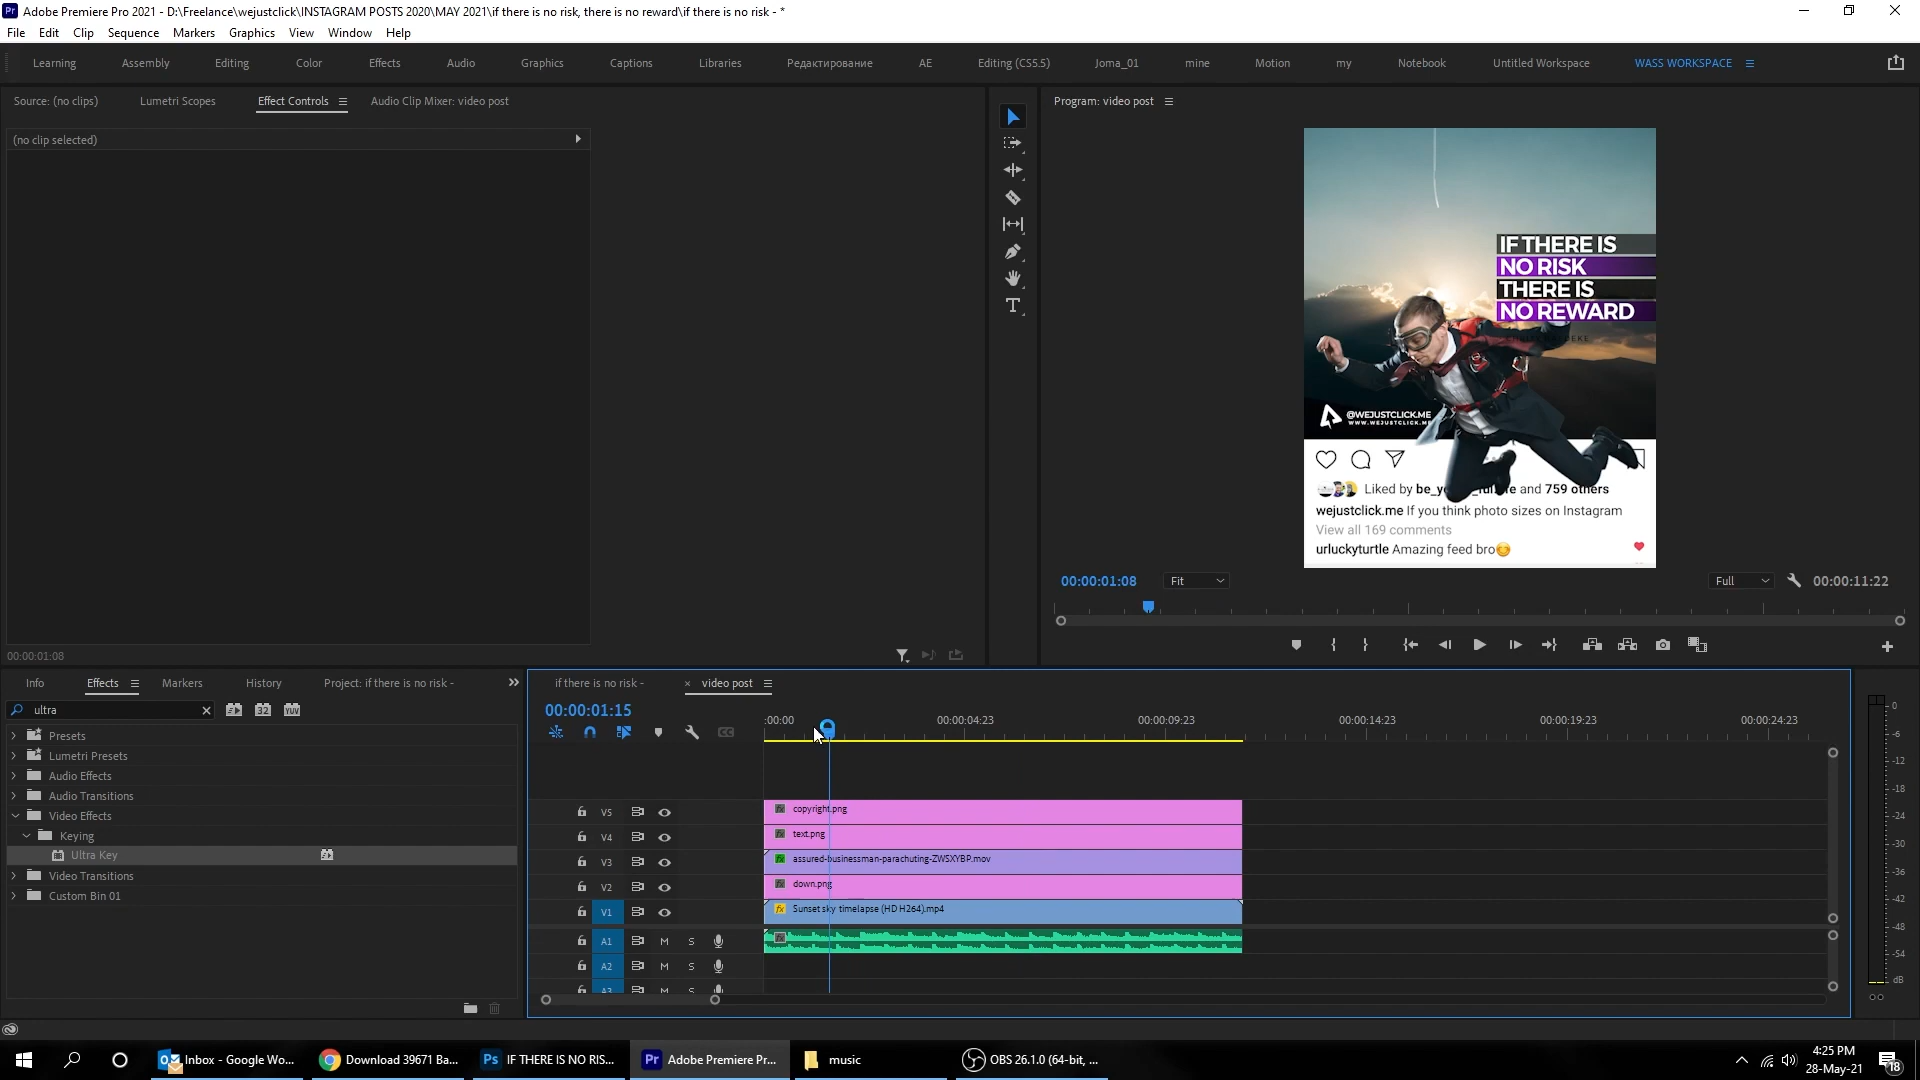 Adobe Premiere Pro 2021 - D:\Freelance\wejustclick\INSTAGRAM POSTS 2020\MAY 2021\if there is no risk, there is no reward\if there is no risk - *
File Edit Clip Sequence Markers Graphics View Window Help
Learning Assembly Editing Color Effects Audio Graphics Captions Libraries Редактирование AE Editing (CS5.5) Joma_01 mine Motion my Notebook Untitled Workspace WASS WORKSPACE
Source: (no clips) Lumetri Scopes Effect Controls Audio Clip Mixer: video post
Program: video post
(no clip selected)
IF THERE IS
NO RISK
THERE IS
NO REWARD
@WEJUSTCLICK.ME
Liked by and 759 others
wejustclick.me If you think photo sizes on Instagram
View all 169 comments
urluckyturtle Amazing feed bro
00:00:01:08 Fit Full 00:00:11:22
00:00:01:08
Info Effects Markers History Project: if there is no risk -
ultra
32 YUV
Presets
Lumetri Presets
Audio Effects
Audio Transitions
Video Effects
Keying
Ultra Key
Video Transitions
Custom Bin 01
if there is no risk - × video post
00:00:01:15
:00:00 00:00:04:23 00:00:09:23 00:00:14:23 00:00:19:23 00:00:24:23
V5 copyright.png
V4 text.png
V3 assured-businessman-parachuting-ZWSXYBP.mov
V2 down.png
V1 fx Sunset sky timelapse (HD H264).mp4
A1 M S
A2 M S
A3 M S
0
-6
-12
-18
-24
-30
-36
-42
-48
-54
dB
Inbox - Google Wo...
Download 39671 Ba...
Ps IF THERE IS NO RIS...
Pr Adobe Premiere Pr...
music
OBS 26.1.0 (64-bit, ...
4:25 PM
28-May-21
18